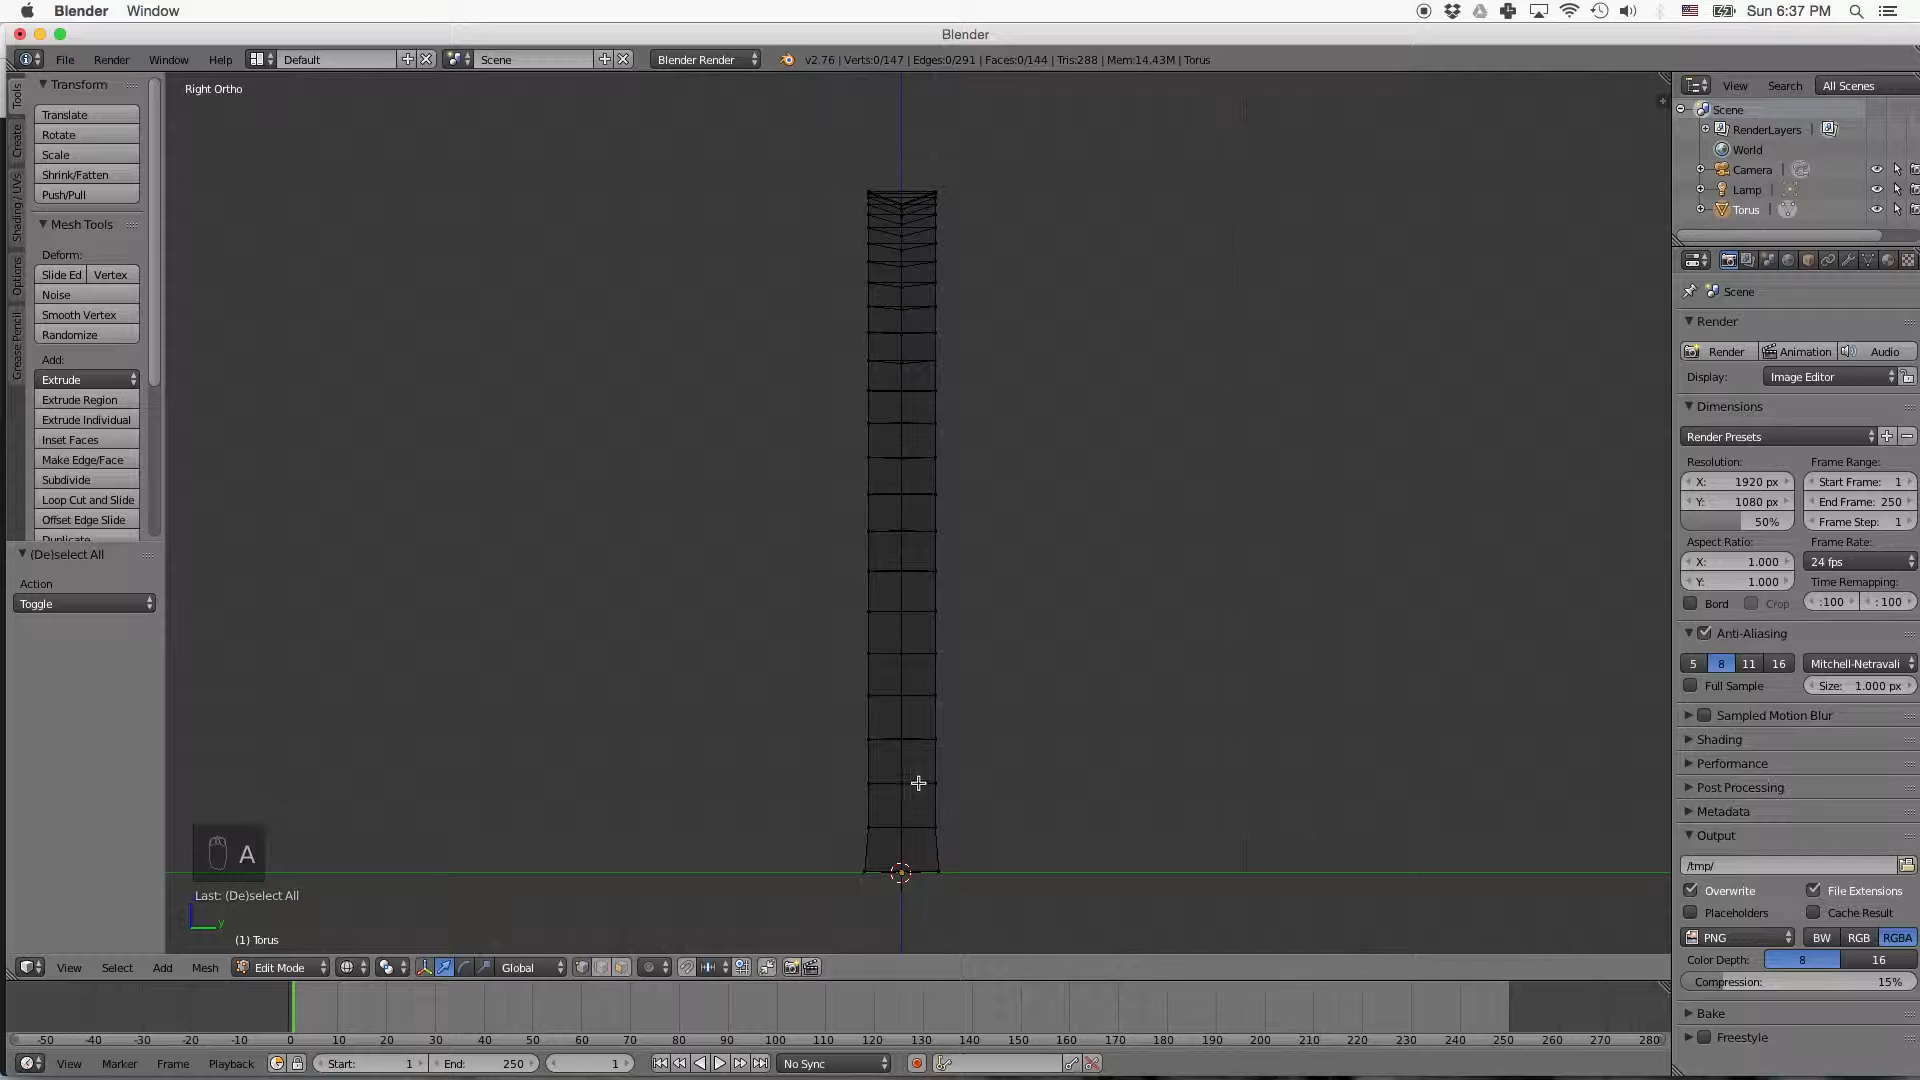 Blender Window Sun 6:37 PM
Blender
File Render Window Help Default Scene Blender Render v2.76 | Verts:0/147 | Edges:0/291 | Faces:0/144 | Tris:288 | Mem:14.43M | Torus
Tools
Create
Shading / UVs
Options
Grease Pencil
Transform
Translate
Rotate
Scale
Shrink/Fatten
Push/Pull
Mesh Tools
Deform:
Slide Ed Vertex
Noise
Smooth Vertex
Randomize
Add:
Extrude
Extrude Region
Extrude Individual
Inset Faces
Make Edge/Face
Subdivide
Loop Cut and Slide
Offset Edge Slide
Duplicate
(De)select All
Action
Toggle
Right Ortho
A
Last: (De)select All
y
(1) Torus
View Select Add Mesh Edit Mode Global
-50 -40 -30 -20 -10 0 10 20 30 40 50 60 70 80 90 100 110 120 130 140 150 160 170 180 190 200 210 220 230 240 250 260 270 280
View Marker Frame Playback Start: 1 End: 250 1 No Sync
View Search All Scenes
Scene
RenderLayers
World
Camera
Lamp
Torus
Scene
Render
Render Animation Audio
Display: Image Editor
Dimensions
Render Presets
Resolution: Frame Range:
X: 1920 px Start Frame: 1
Y: 1080 px End Frame: 250
50% Frame Step: 1
Aspect Ratio: Frame Rate:
X: 1.000 24 fps
Y: 1.000 Time Remapping:
Bord Crop :100 :100
Anti-Aliasing
5 8 11 16 Mitchell-Netravali
Full Sample Size: 1.000 px
Sampled Motion Blur
Shading
Performance
Post Processing
Metadata
Output
/tmp/
Overwrite File Extensions
Placeholders Cache Result
PNG BW RGB RGBA
Color Depth: 8 16
Compression: 15%
Bake
Freestyle